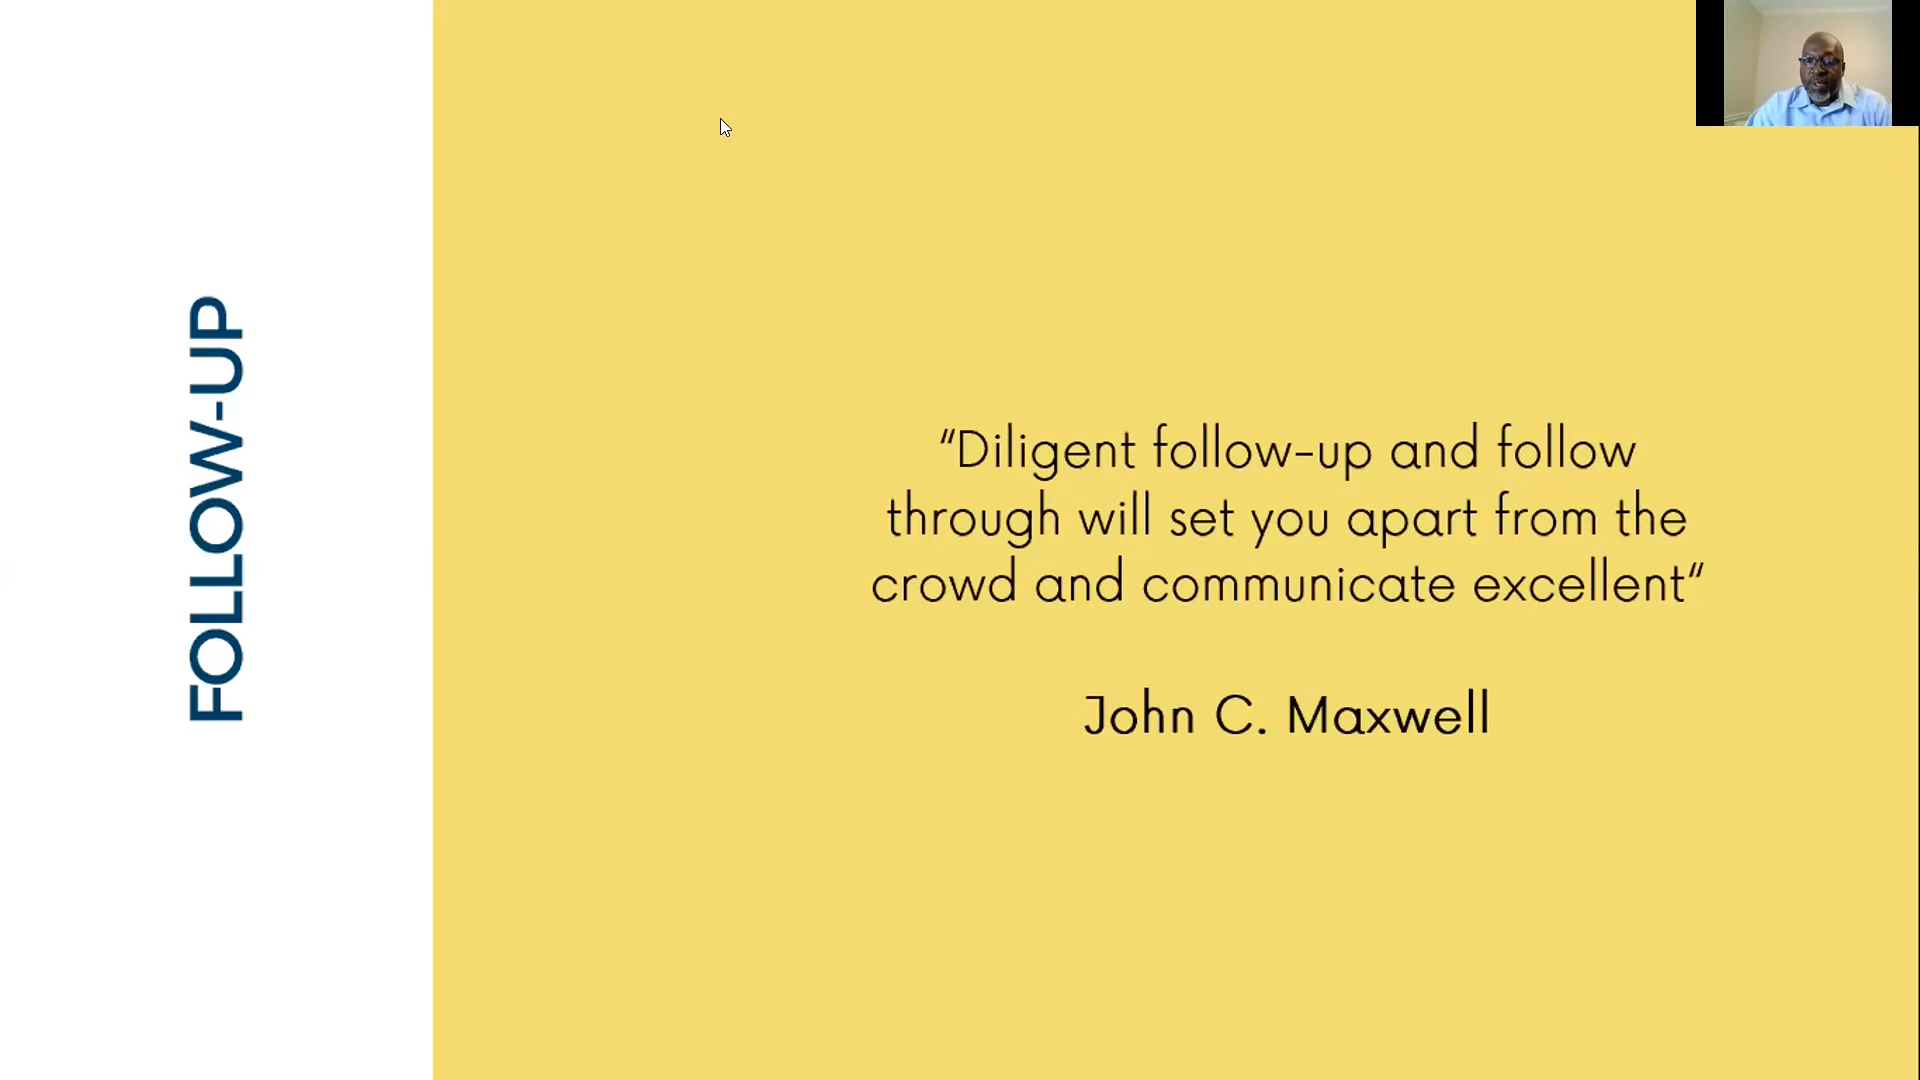 FOLLOW-UP
“Diligent follow-up and follow
through will set you apart from the
crowd and communicate excellent“
John C. Maxwell